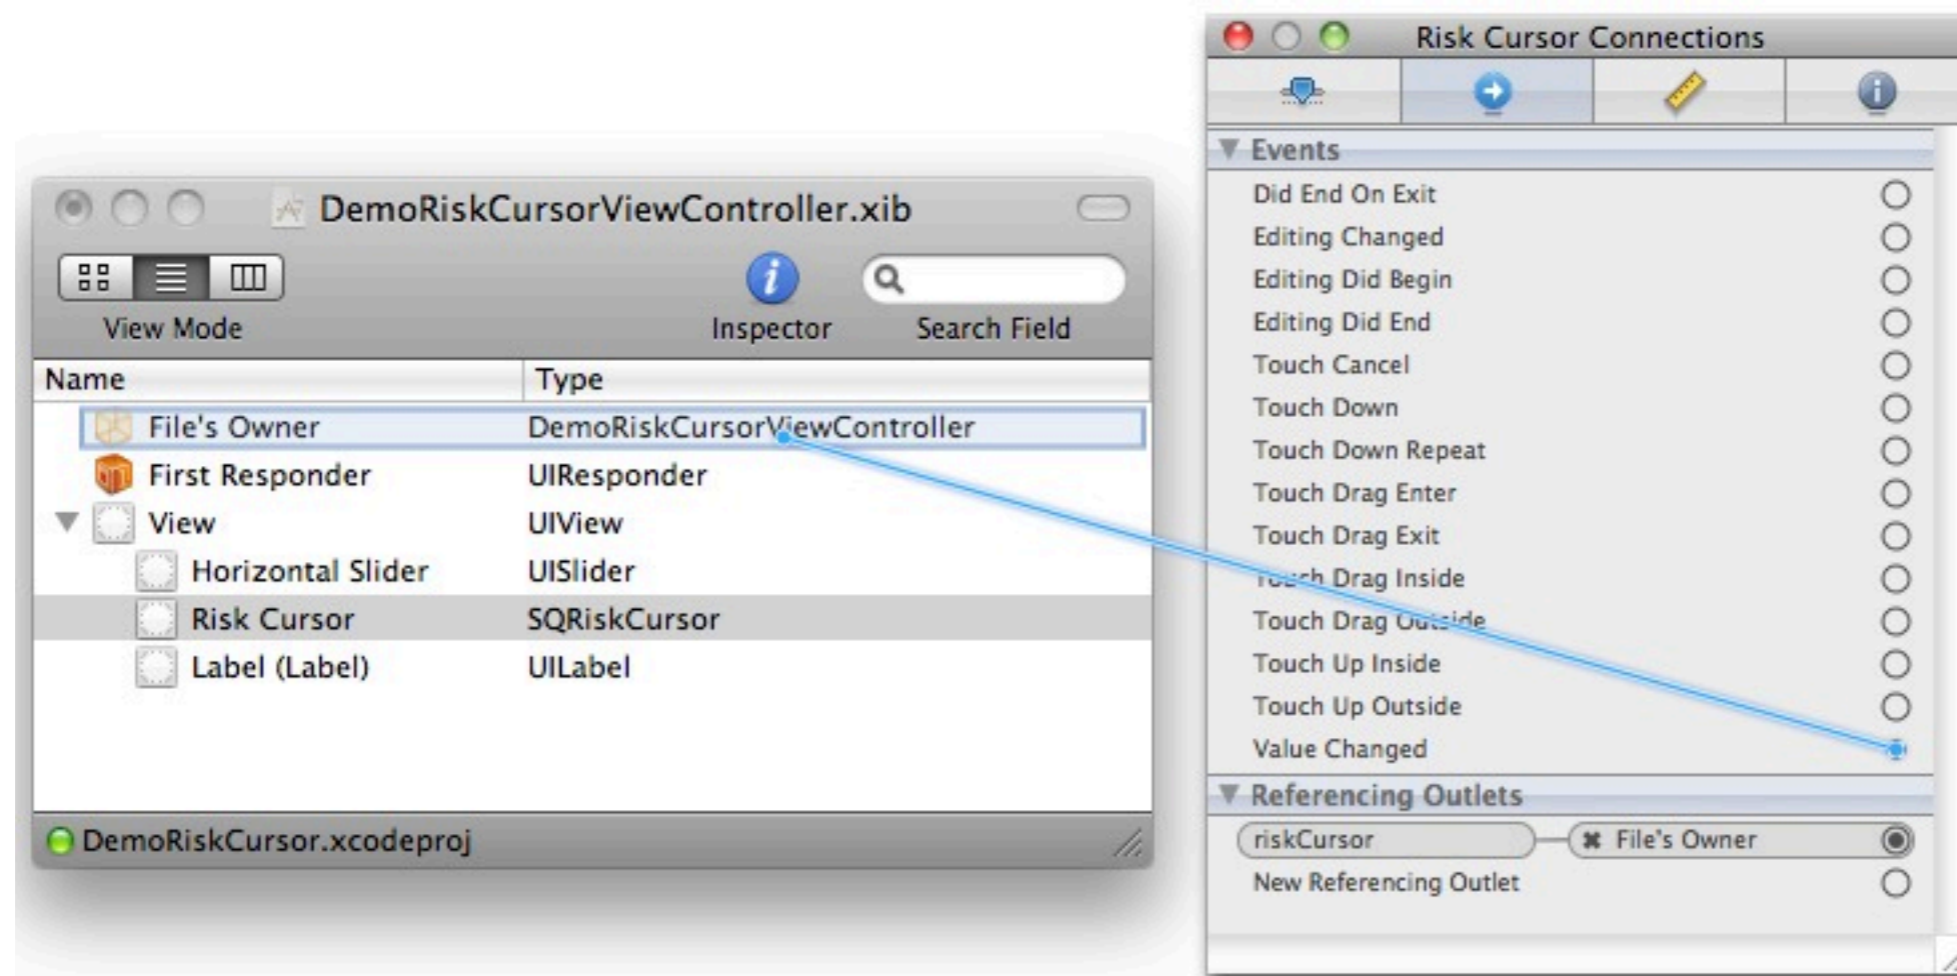 DemoRiskCursorViewController.xib
View Mode
Inspector
Search Field
Name Type
File's Owner DemoRiskCursorViewController
First Responder UIResponder
View UIView
Horizontal Slider UISlider
Risk Cursor SQRiskCursor
Label (Label) UILabel
DemoRiskCursor.xcodeproj
Risk Cursor Connections
Events
Did End On Exit
Editing Changed
Editing Did Begin
Editing Did End
Touch Cancel
Touch Down
Touch Down Repeat
Touch Drag Enter
Touch Drag Exit
Touch Drag Inside
Touch Drag Outside
Touch Up Inside
Touch Up Outside
Value Changed
Referencing Outlets
riskCursor File's Owner
New Referencing Outlet